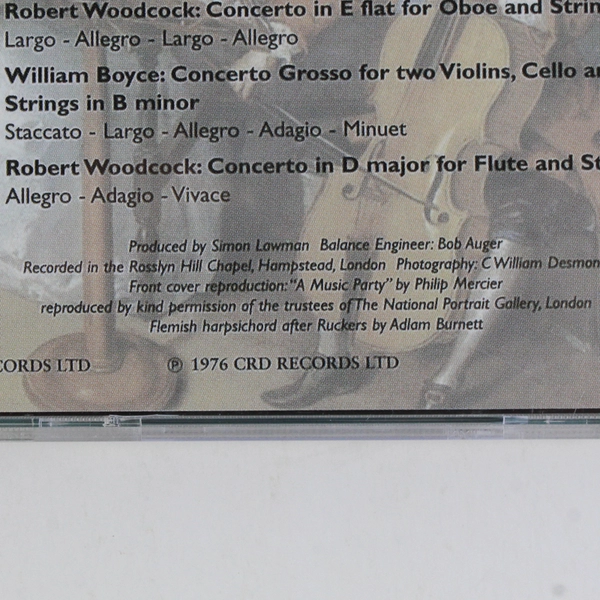 Robert Woodcock: Concerto in E flat for Oboe and Strin
Largo - Allegro - Largo - Allegro
William Boyce: Concerto Grosso for two Violins, Cello a
Strings in B minor
Staccato - Largo - Allegro - Adagio - Minuet
Robert Woodcock: Concerto in D major for Flute and St
Allegro - Adagio - Vivace
Produced by Simon Lawman Balance Engineer: Bob Auger
Recorded in the Rosslyn Hill Chapel, Hampstead, London Photography: C William Desmon
Front cover reproduction: "A Music Party" by Philip Mercier
reproduced by kind permission of the trustees of The National Portrait Gallery, London
Flemish harpsichord after Ruckers by Adlam Burnett
CORDS LTD ℗ 1976 CRD RECORDS LTD